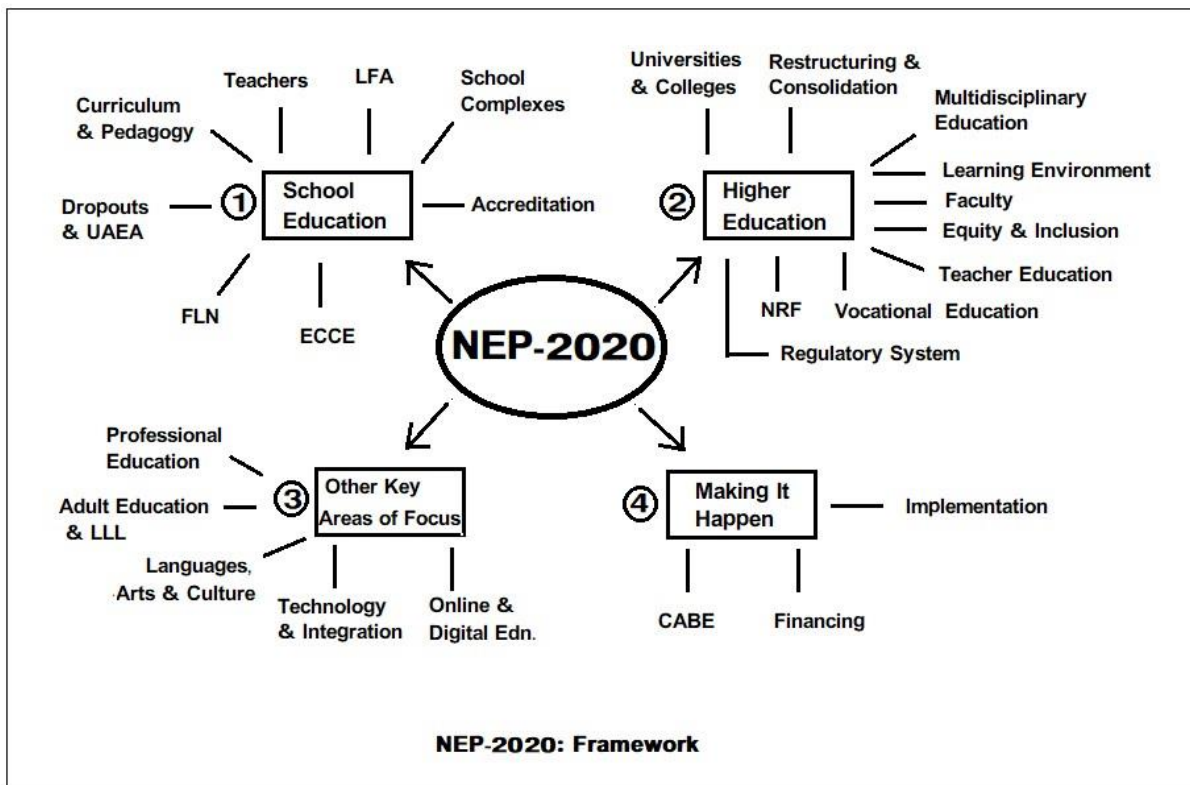 Teachers
LFA
School
Complexes
Curriculum
& Pedagogy
1
School
Education
Dropouts
& UAEA
Accreditation
FLN
ECCE
Universities
& Colleges
Restructuring &
Consolidation
Multidisciplinary
Education
2
Higher
Education
Learning Environment
Faculty
Equity & Inclusion
Teacher Education
NRF
Vocational Education
Regulatory System
NEP-2020
Professional
Education
3
Other Key
Areas of Focus
Adult Education
& LLL
Languages,
Arts & Culture
Technology
& Integration
Online &
Digital Edn.
4
Making It
Happen
Implementation
CABE
Financing
NEP-2020: Framework